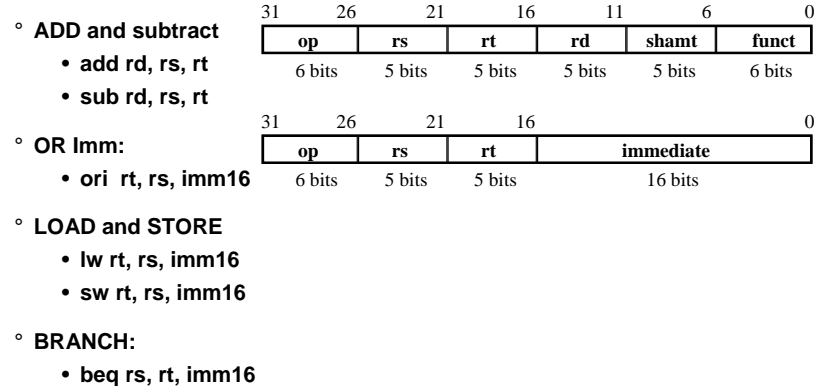 31 26 21 16 11 6 0
° ADD and subtract
op rs rt rd shamt funct
• add rd, rs, rt
6 bits 5 bits 5 bits 5 bits 5 bits 6 bits
• sub rd, rs, rt
31 26 21 16 0
° OR Imm:
op rs rt immediate
• ori rt, rs, imm16
6 bits 5 bits 5 bits 16 bits
° LOAD and STORE
• lw rt, rs, imm16
• sw rt, rs, imm16
° BRANCH:
• beq rs, rt, imm16